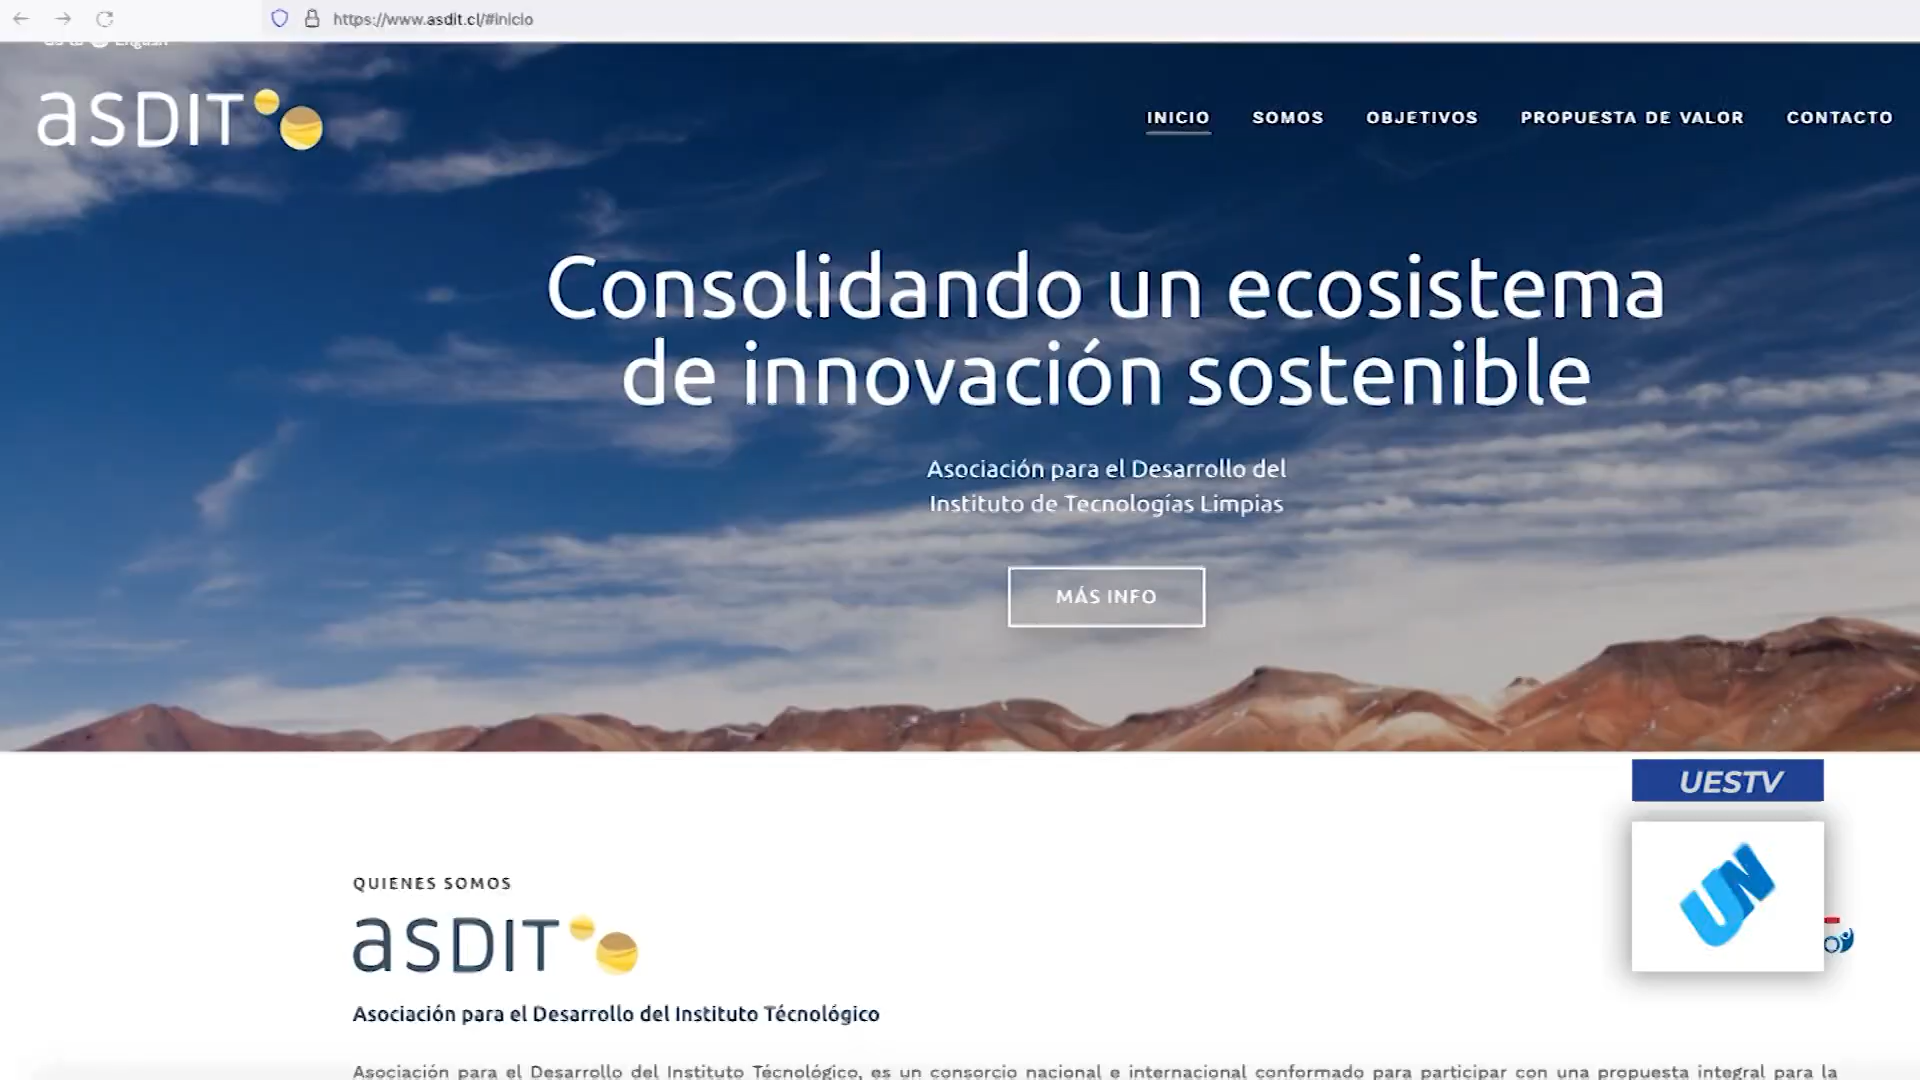 https://www.asdit.cl/#inicio
English
asDIT
INICIO SOMOS OBJETIVOS PROPUESTA DE VALOR CONTACTO
Consolidando un ecosistema
de innovación sostenible
Asociación para el Desarrollo del
Instituto de Tecnologías Limpias
MÁS INFO
UESTV
UN
QUIENES SOMOS
asDIT
Asociación para el Desarrollo del Instituto Técnológico
Asociación para el Desarrollo del Instituto Técnológico, es un consorcio nacional e internacional conformado para participar con una propuesta integral para la